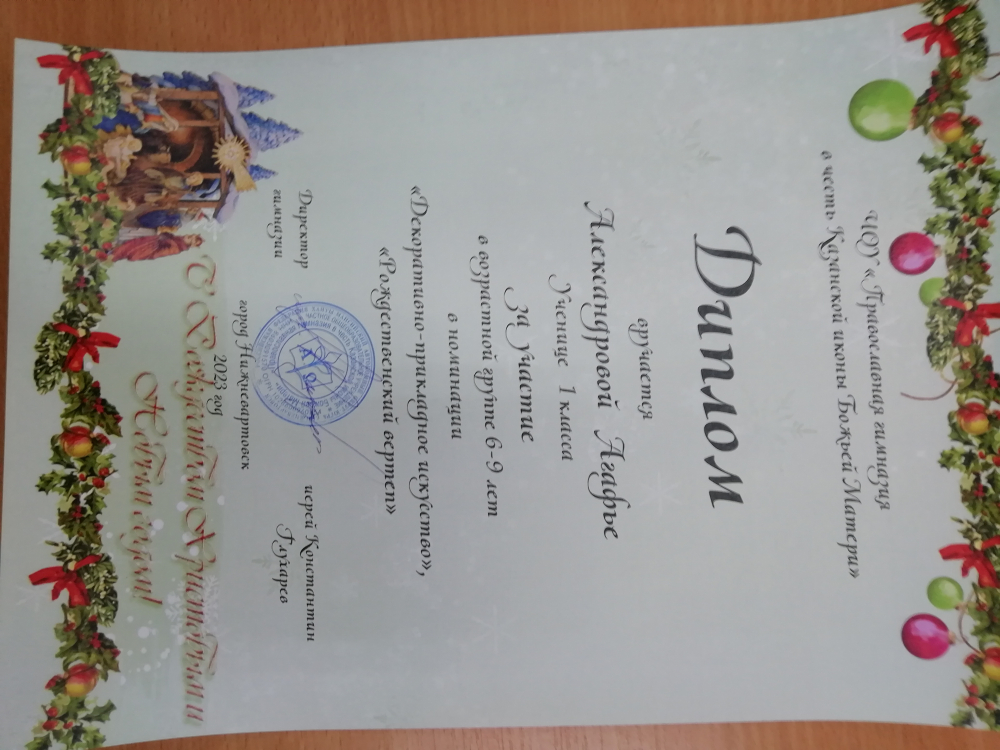 ЧОУ «Православная гимназия
в честь Казанской иконы Божьей Матери»
Диплом
вручается
Александровой Агафье
Ученице 1 класса
за участие
в возрастной группе 6-9 лет
в номинации
«Декоративно-прикладное искуство»,
«Рождественский вертеп»
Директор
гимназии
иерей Константин
Глухарев
город Нижневартовск
2023 год
С Рождеством Христовым и
Новым годом!